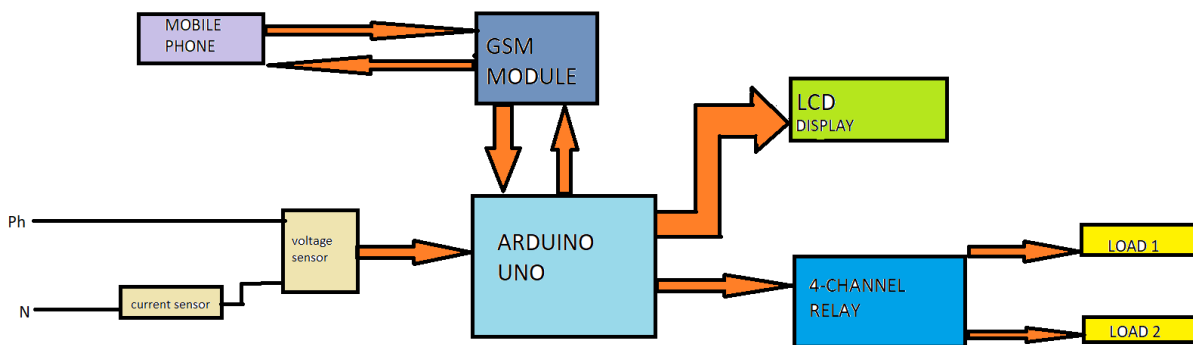 MOBILE
PHONE
GSM
MODULE
LCD
DISPLAY
Ph
voltage
sensor
ARDUINO
UNO
N
current sensor
4-CHANNEL
RELAY
LOAD 1
LOAD 2